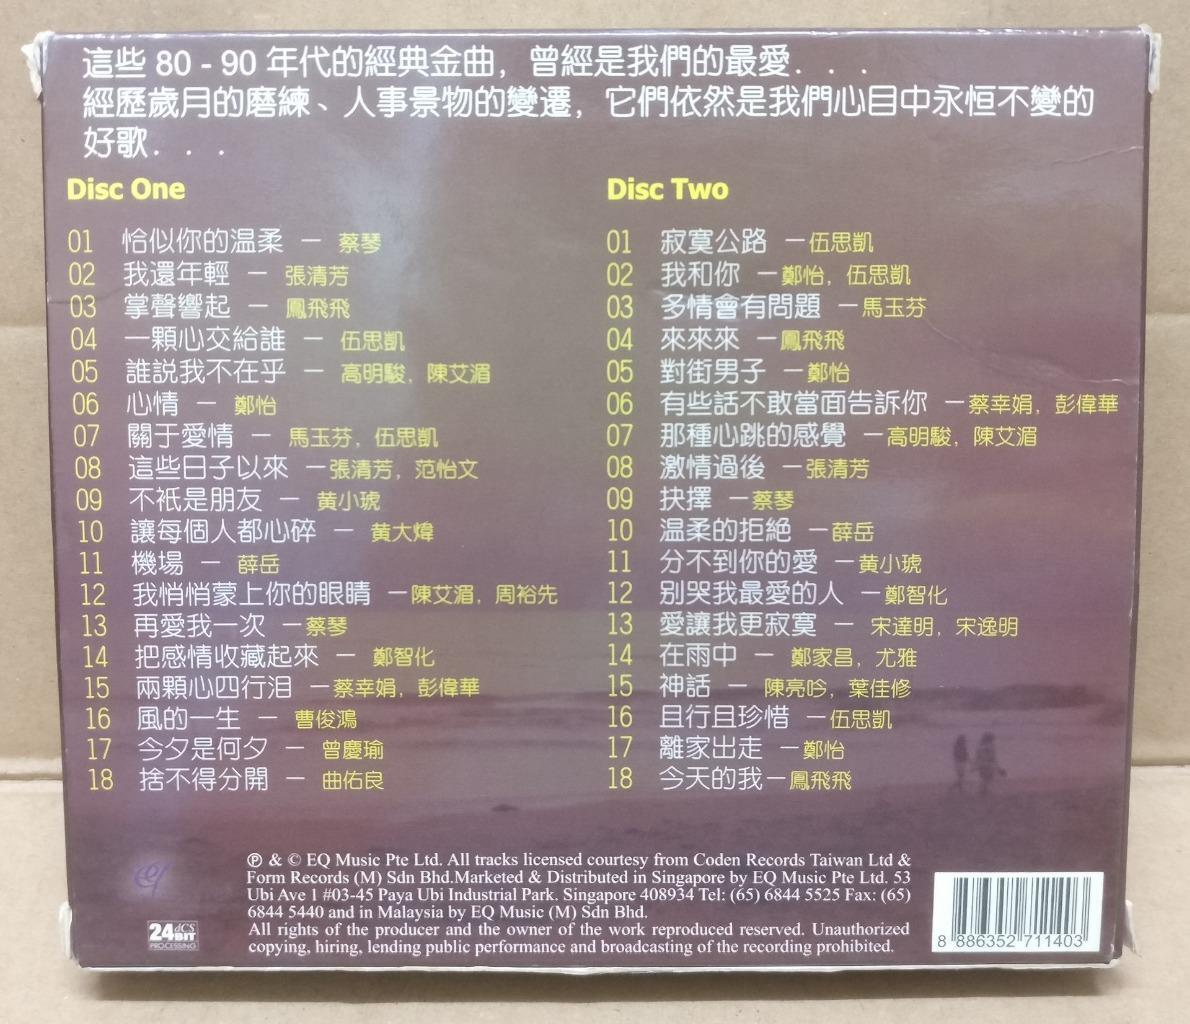 這些 80 - 90 年代的經典金曲，曾經是我們的最愛．．．
經歷歲月的磨練、人事景物的變遷，它們依然是我們心目中永恒不變的
好歌．．．
Disc One
01 恰似你的温柔 — 蔡琴
02 我還年輕 — 張清芳
03 掌聲響起 — 鳳飛飛
04 一顆心交給誰 — 伍思凱
05 誰説我不在乎 — 高明駿，陳艾湄
06 心情 — 鄭怡
07 關于愛情 — 馬玉芬，伍思凱
08 這些日子以來 — 張清芳，范怡文
09 不衹是朋友 — 黄小琥
10 讓每個人都心碎 — 黄大煒
11 機場 — 薛岳
12 我悄悄蒙上你的眼睛 — 陳艾湄，周裕先
13 再愛我一次 — 蔡琴
14 把感情收藏起來 — 鄭智化
15 兩顆心四行泪 — 蔡幸娟，彭偉華
16 風的一生 — 曹俊鴻
17 今夕是何夕 — 曾慶瑜
18 捨不得分開 — 曲佑良
Disc Two
01 寂寞公路 — 伍思凱
02 我和你 — 鄭怡，伍思凱
03 多情會有問題 — 馬玉芬
04 來來來 — 鳳飛飛
05 對街男子 — 鄭怡
06 有些話不敢當面告訴你 — 蔡幸娟，彭偉華
07 那種心跳的感覺 — 高明駿，陳艾湄
08 激情過後 — 張清芳
09 抉擇 — 蔡琴
10 温柔的拒絕 — 薛岳
11 分不到你的愛 — 黄小琥
12 别哭我最愛的人 — 鄭智化
13 愛讓我更寂寞 — 宋達明，宋逸明
14 在雨中 — 鄭家昌，尤雅
15 神話 — 陳亮吟，葉佳修
16 且行且珍惜 — 伍思凱
17 離家出走 — 鄭怡
18 今天的我 — 鳳飛飛
eq
24 dCS
BIT
PROCESSING
℗ & © EQ Music Pte Ltd. All tracks licensed courtesy from Coden Records Taiwan Ltd &
Form Records (M) Sdn Bhd.Marketed & Distributed in Singapore by EQ Music Pte Ltd. 53
Ubi Ave 1 #03-45 Paya Ubi Industrial Park. Singapore 408934 Tel: (65) 6844 5525 Fax: (65)
6844 5440 and in Malaysia by EQ Music (M) Sdn Bhd.
All rights of the producer and the owner of the work reproduced reserved. Unauthorized
copying, hiring, lending public performance and broadcasting of the recording prohibited.
8 886352 711403